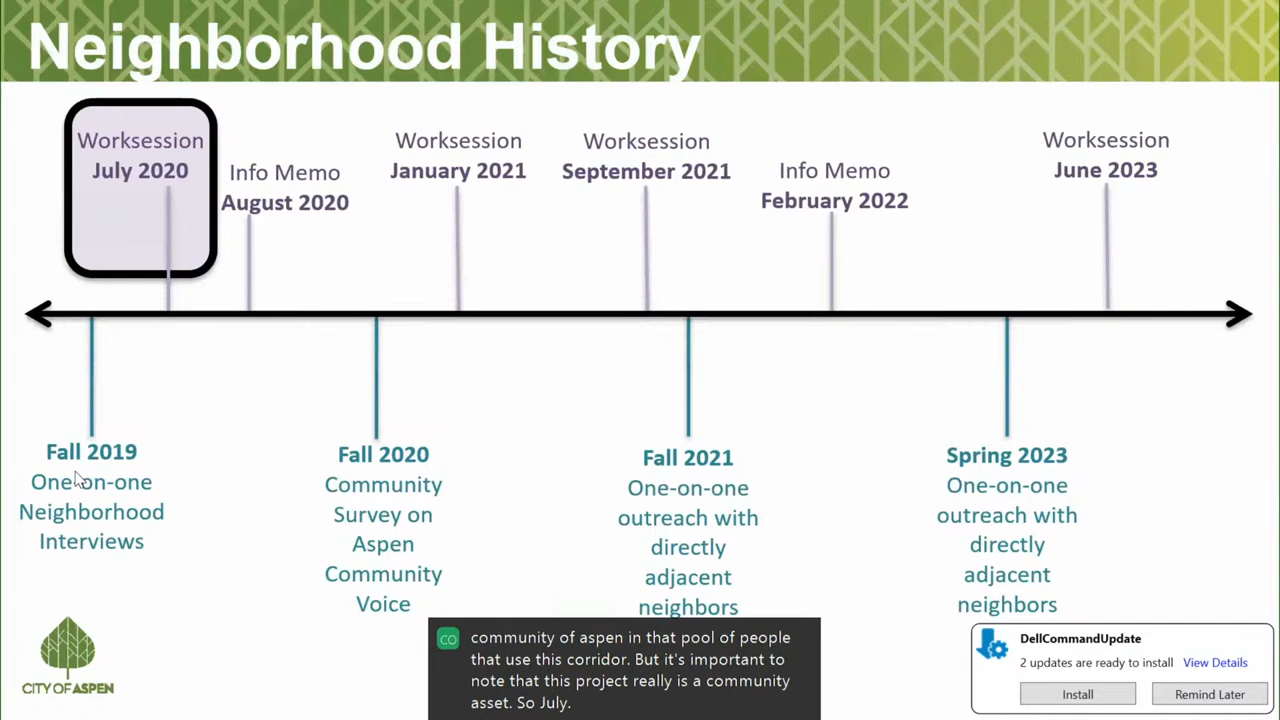 Neighborhood History
Worksession
July 2020
Info Memo
August 2020
Worksession
January 2021
Worksession
September 2021
Info Memo
February 2022
Worksession
June 2023
Fall 2019
One-on-one
Neighborhood
Interviews
Fall 2020
Community
Survey on
Aspen
Community
Voice
Fall 2021
One-on-one
outreach with
directly
adjacent
neighbors
Spring 2023
One-on-one
outreach with
directly
adjacent
neighbors
CITY OF ASPEN
CO
community of aspen in that pool of people
that use this corridor. But it's important to
note that this project really is a community
asset. So July.
DellCommandUpdate
2 updates are ready to install View Details
Install
Remind Later